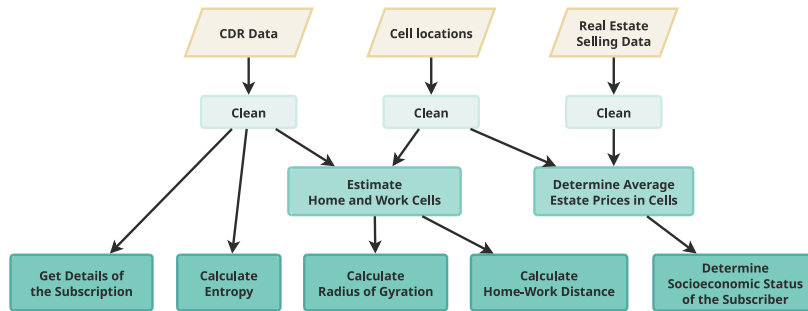 CDR Data
Cell locations
Real Estate
Selling Data
Clean
Clean
Clean
Estimate
Home and Work Cells
Determine Average
Estate Prices in Cells
Get Details of
the Subscription
Calculate
Entropy
Calculate
Radius of Gyration
Calculate
Home-Work Distance
Determine
Socioeconomic Status
of the Subscriber